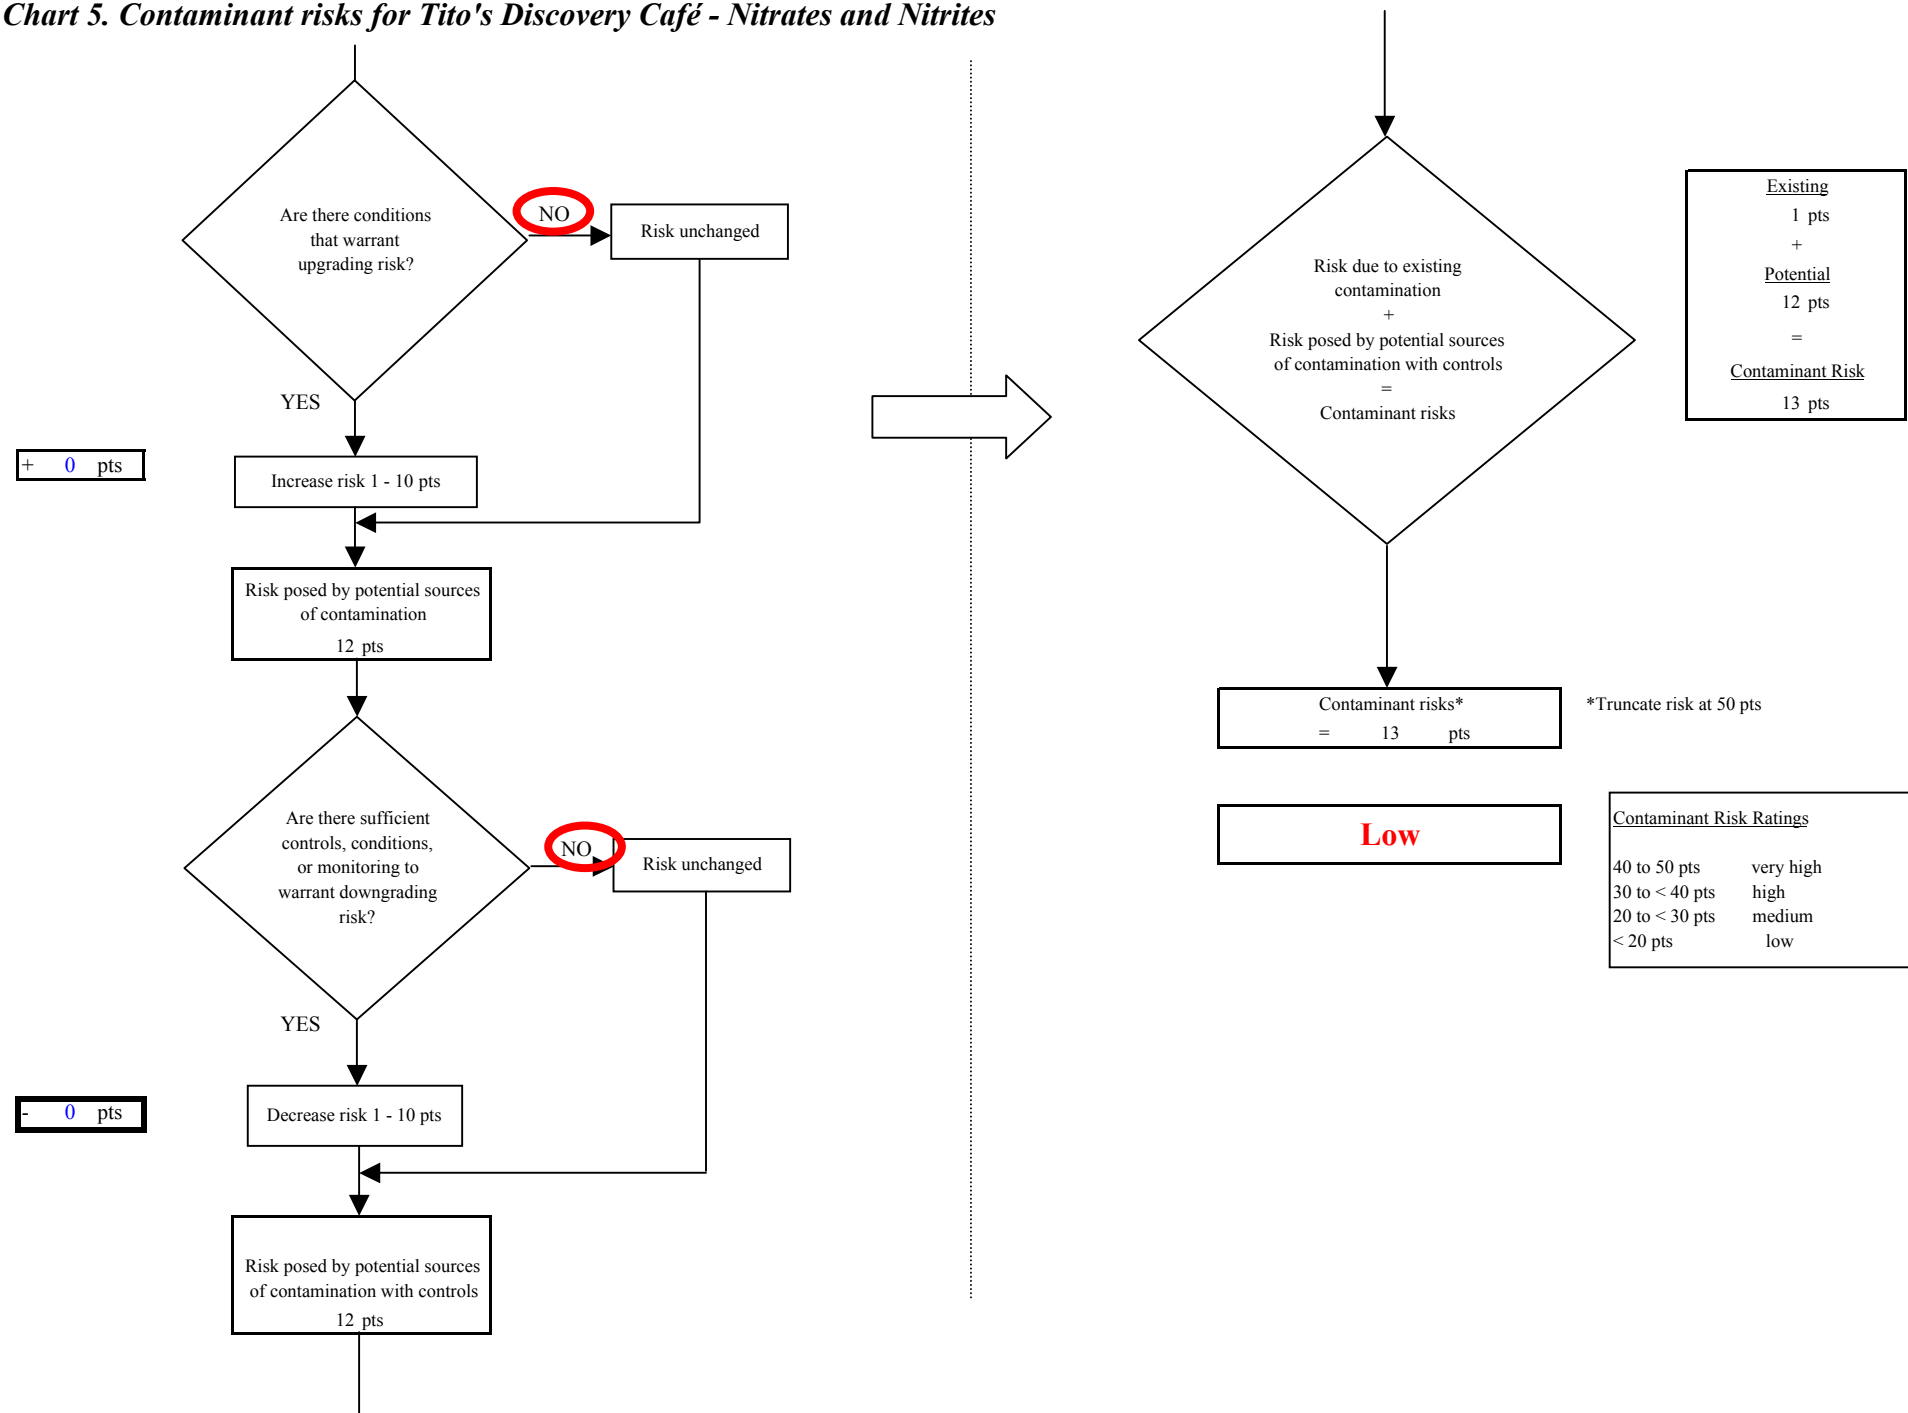 Chart 5. Contaminant risks for Tito's Discovery Café - Nitrates and Nitrites
Are there conditions
that warrant
upgrading risk?
NO
Risk unchanged
YES
+ 0 pts
Increase risk 1 - 10 pts
Risk posed by potential sources
of contamination
12 pts
Are there sufficient
controls, conditions,
or monitoring to
warrant downgrading
risk?
NO
Risk unchanged
YES
- 0 pts
Decrease risk 1 - 10 pts
Risk posed by potential sources
of contamination with controls
12 pts
Risk due to existing
contamination
+
Risk posed by potential sources
of contamination with controls
=
Contaminant risks
Existing
1 pts
+
Potential
12 pts
=
Contaminant Risk
13 pts
Contaminant risks*
= 13 pts
*Truncate risk at 50 pts
Low
Contaminant Risk Ratings
40 to 50 pts very high
30 to < 40 pts high
20 to < 30 pts medium
< 20 pts low